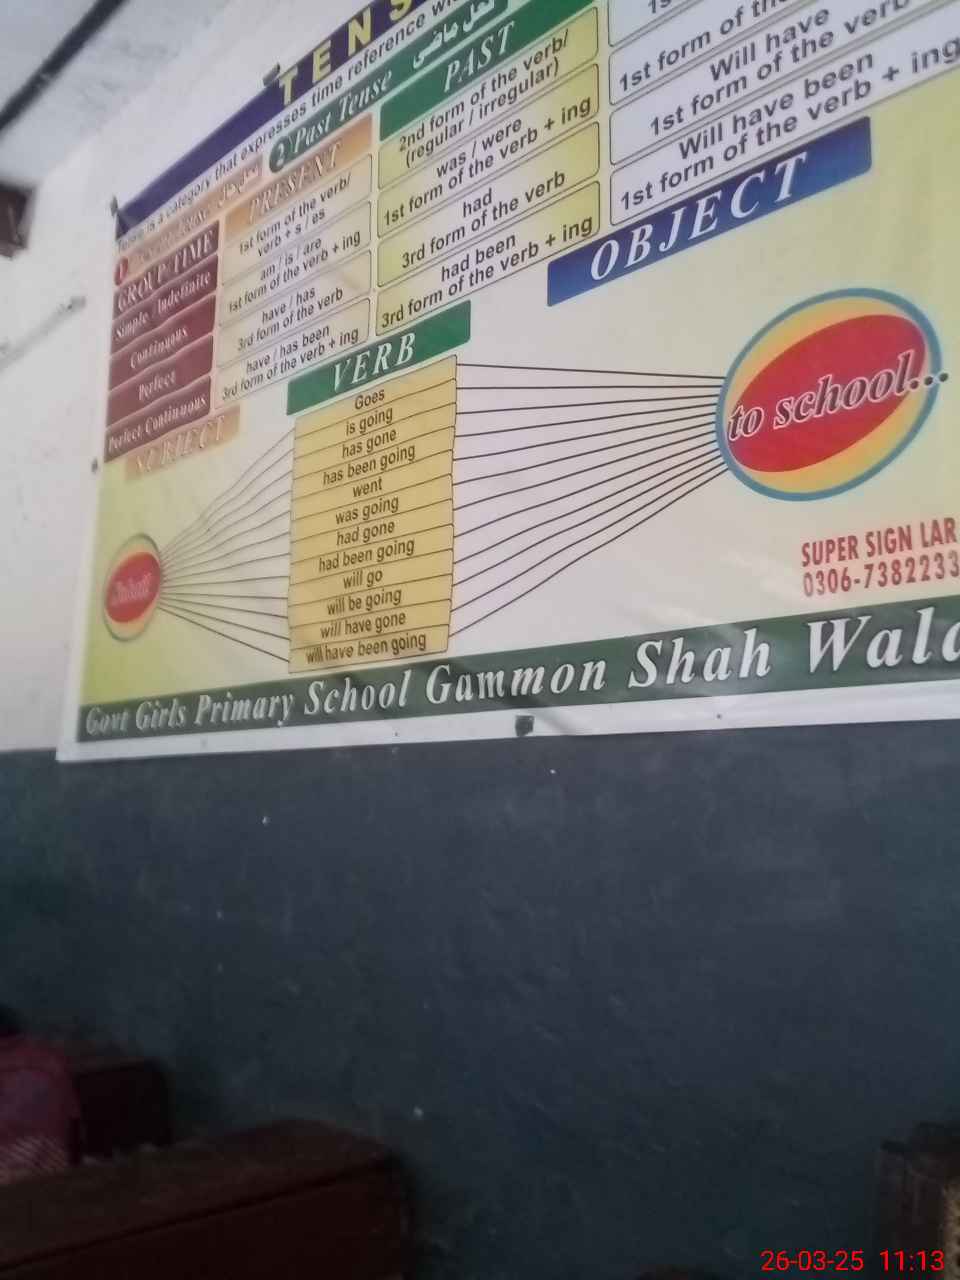 TENS
Tense is a category that expresses time reference wi
2 Past Tense فعل ماضی
GROUP TIME
PRESENT
PAST
Simple / Indefinite
1st form of the verb/
verb + s / es
2nd form of the verb/
(regular / irregular)
1s
Continuous
am / is / are
1st form of the verb + ing
was / were
1st form of the verb + ing
1st form of th
Perfect
have / has
3rd form of the verb
had
3rd form of the verb
Will have
1st form of the verb
Perfect Continuous
have / has been
3rd form of the verb + ing
had been
3rd form of the verb + ing
Will have been
1st form of the verb + ing
SUBJECT
VERB
OBJECT
Goes
is going
has gone
has been going
went
was going
had gone
had been going
will go
will be going
will have gone
will have been going
to school...
SUPER SIGN LAR
0306-7382233
Govt Girls Primary School Gammon Shah Wala
26-03-25 11:13